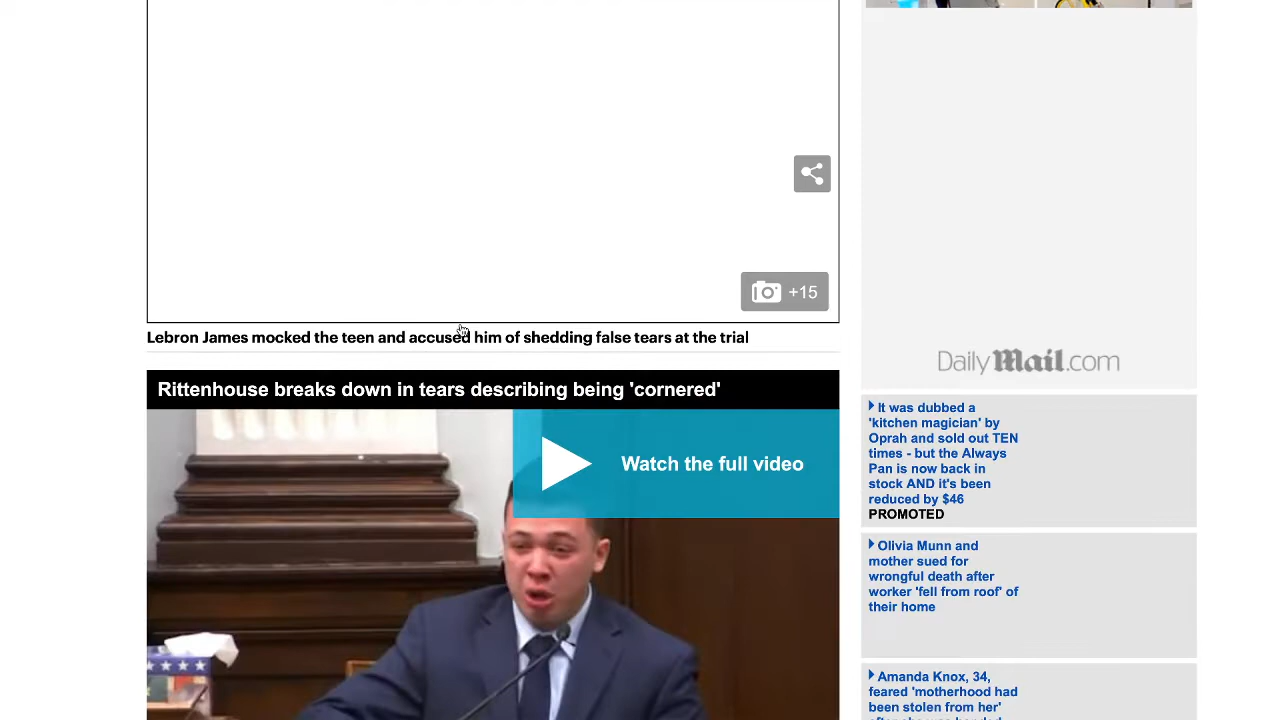 +15
Lebron James mocked the teen and accused him of shedding false tears at the trial
Rittenhouse breaks down in tears describing being 'cornered'
Watch the full video
DailyMail.com
It was dubbed a
'kitchen magician' by
Oprah and sold out TEN
times - but the Always
Pan is now back in
stock AND it's been
reduced by $46
PROMOTED
Olivia Munn and
mother sued for
wrongful death after
worker 'fell from roof' of
their home
Amanda Knox, 34,
feared 'motherhood had
been stolen from her'